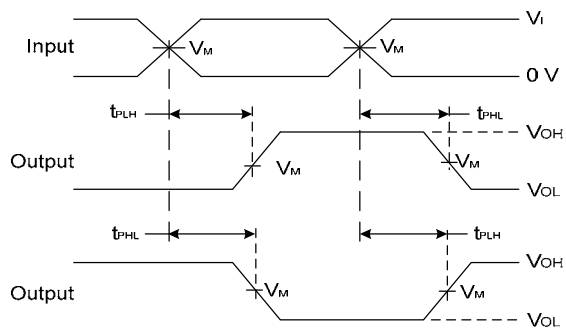 VI
Input VM VM
0 V
tPLH tPHL
VOH
Output VM VM
VOL
tPHL tPLH
VOH
Output VM VM
VOL